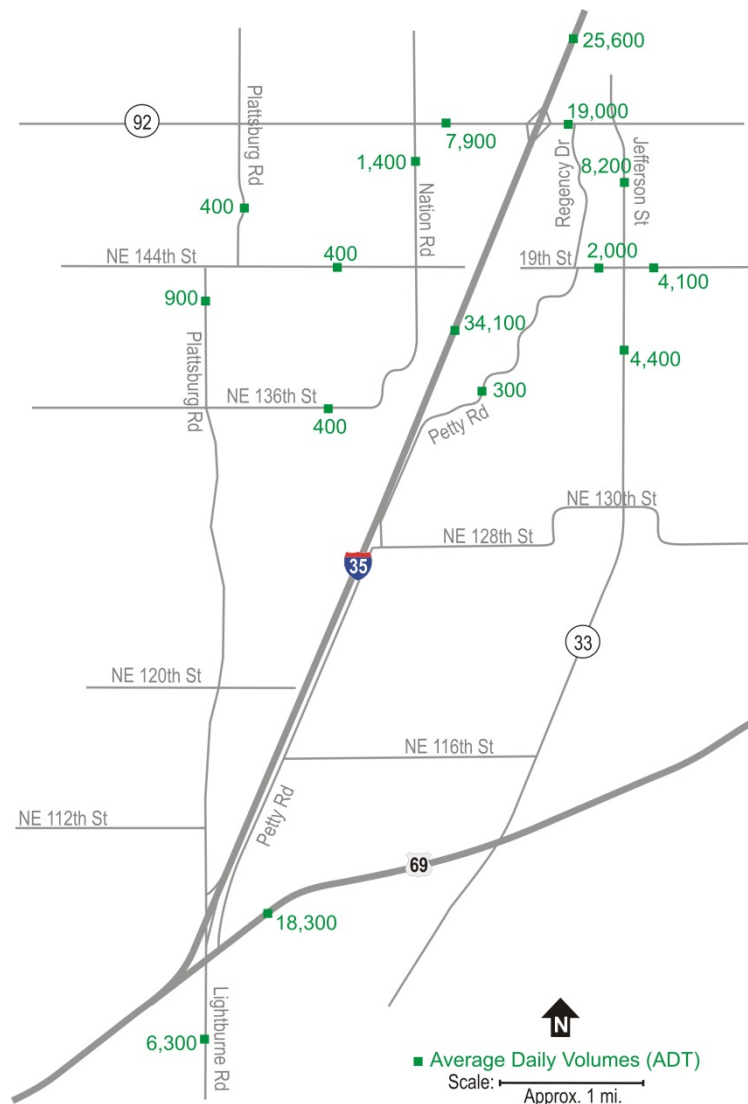 25,600
92
Plattsburg Rd
7,900
19,000
1,400
Nation Rd
Regency Dr
8,200
Jefferson St
400
NE 144th St
400
19th St
2,000
4,100
900
Plattsburg Rd
34,100
4,400
NE 136th St
400
300
Petty Rd
NE 130th St
NE 128th St
35
33
NE 120th St
NE 116th St
Petty Rd
NE 112th St
69
18,300
Lightburne Rd
6,300
N
Average Daily Volumes (ADT)
Scale:
Approx. 1 mi.